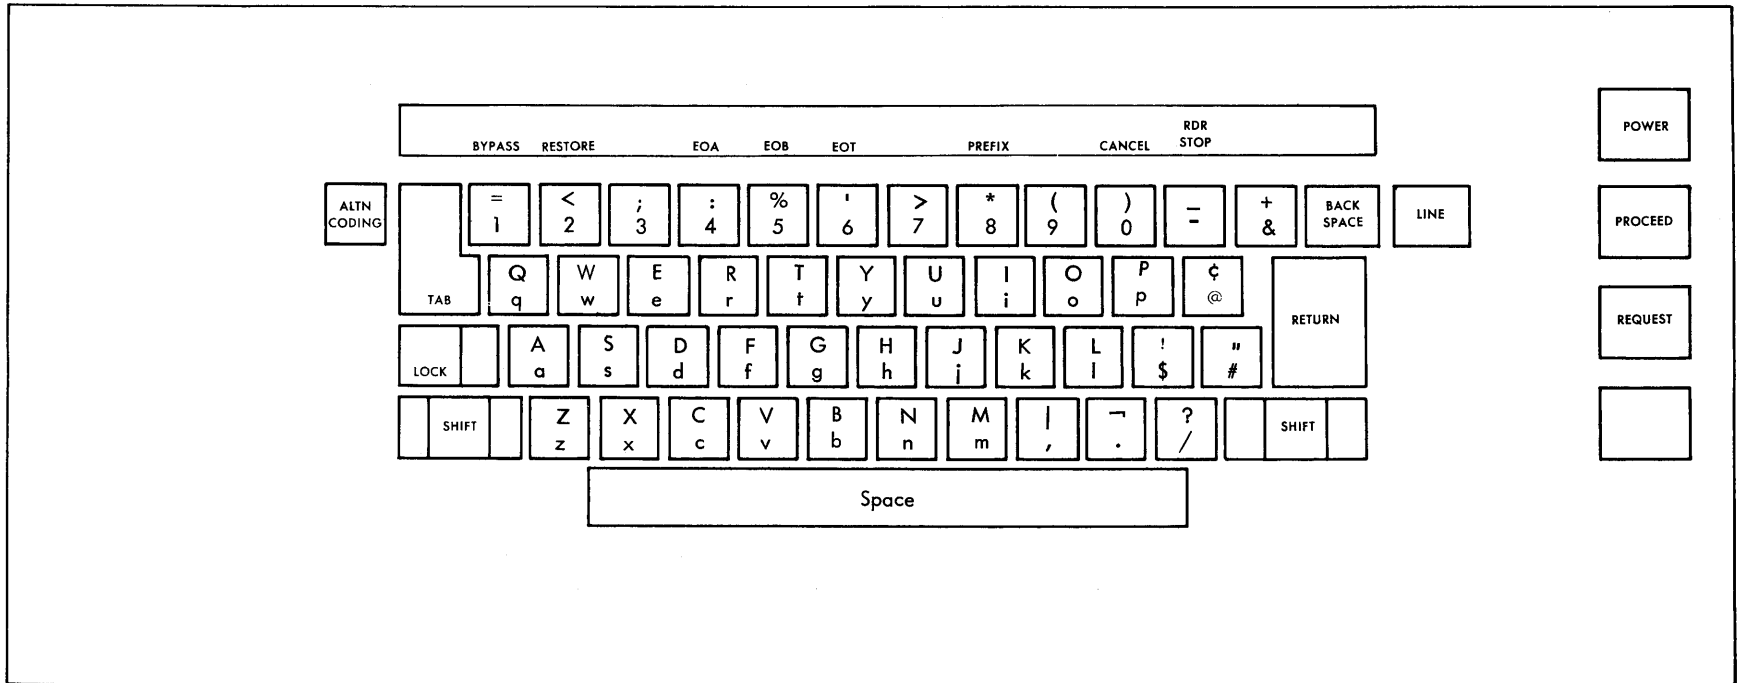 RDR
BYPASS RESTORE EOA EOB EOT PREFIX CANCEL STOP
POWER
ALTN CODING
= < ; : % ' > * ( ) _ +
1 2 3 4 5 6 7 8 9 0 - &
BACK SPACE
LINE
PROCEED
TAB
Q W E R T Y U I O P ¢
q w e r t y u i o p @
RETURN
REQUEST
LOCK
A S D F G H J K L ! "
a s d f g h j k l $ #
SHIFT
Z X C V B N M | ¬ ?
z x c v b n m , . /
SHIFT
Space